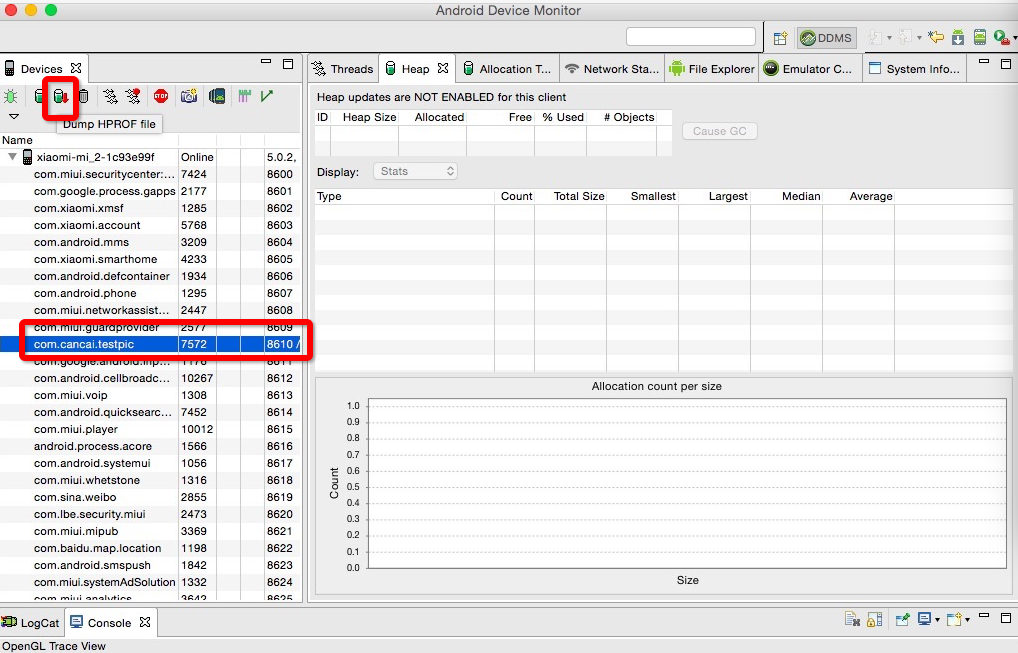 Android Device Monitor
DDMS
Devices
Dump HPROF file
Name
xiaomi-mi_2-1c93e99f Online 5.0.2,
com.miui.securitycenter:... 7424 8600
com.google.process.gapps 2177 8601
com.xiaomi.xmsf 1285 8602
com.xiaomi.account 5768 8603
com.android.mms 3209 8604
com.xiaomi.smarthome 4233 8605
com.android.defcontainer 1934 8606
com.android.phone 1295 8607
com.miui.networkassist... 2447 8608
com.miui.guardprovider 2577 8609
com.cancai.testpic 7572 8610 /
com.google.android.inp... 1176 8611
com.android.cellbroadc... 10267 8612
com.miui.voip 1308 8613
com.android.quicksearc... 7452 8614
com.miui.player 10012 8615
android.process.acore 1566 8616
com.android.systemui 1056 8617
com.miui.whetstone 1316 8618
com.sina.weibo 2855 8619
com.lbe.security.miui 2473 8620
com.miui.mipub 3369 8621
com.baidu.map.location 1198 8622
com.android.smspush 1842 8623
com.miui.systemAdSolution 1332 8624
com.miui.analytics 3642 8625
Threads Heap Allocation T... Network Sta... File Explorer Emulator C... System Info...
Heap updates are NOT ENABLED for this client
ID Heap Size Allocated Free % Used # Objects
Cause GC
Display: Stats
Type Count Total Size Smallest Largest Median Average
Allocation count per size
1.0
0.9
0.8
0.7
0.6
0.5
0.4
0.3
0.2
0.1
0.0
Count
Size
LogCat Console
OpenGL Trace View